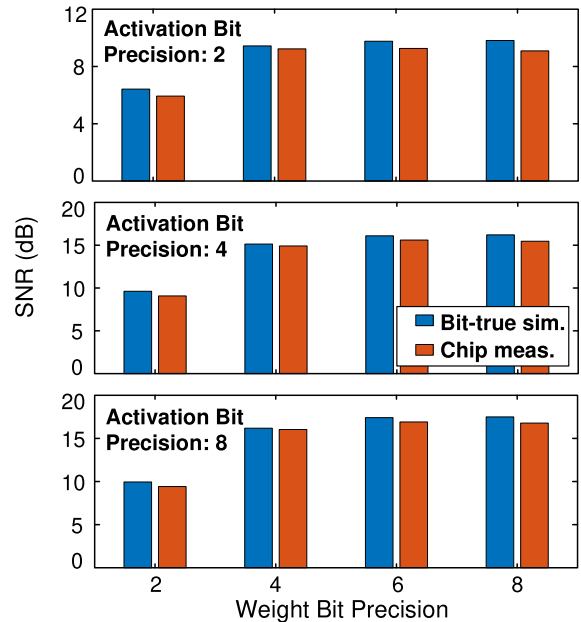 12
8
4
0
Activation Bit
Precision: 2
SNR (dB)
20
15
10
5
0
Activation Bit
Precision: 4
Bit-true sim.
Chip meas.
20
15
10
5
0
Activation Bit
Precision: 8
2 4 6 8
Weight Bit Precision